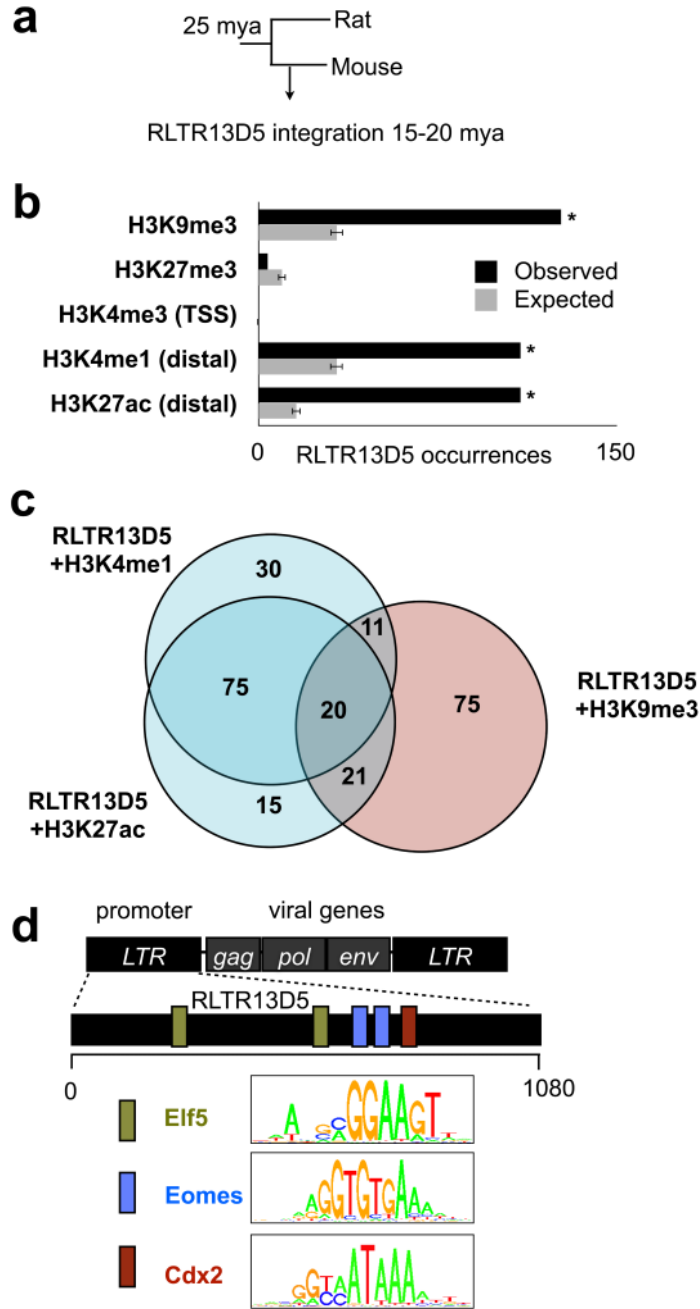 a
25 mya
Rat
Mouse
RLTR13D5 integration 15-20 mya
b
H3K9me3
*
H3K27me3
Observed
Expected
H3K4me3 (TSS)
H3K4me1 (distal)
*
H3K27ac (distal)
*
0
RLTR13D5 occurrences
150
c
RLTR13D5
+H3K4me1
30
11
75
20
75
RLTR13D5
+H3K9me3
21
RLTR13D5
+H3K27ac
15
d
promoter
viral genes
LTR
gag
pol
env
LTR
RLTR13D5
0
1080
Elf5
Eomes
Cdx2